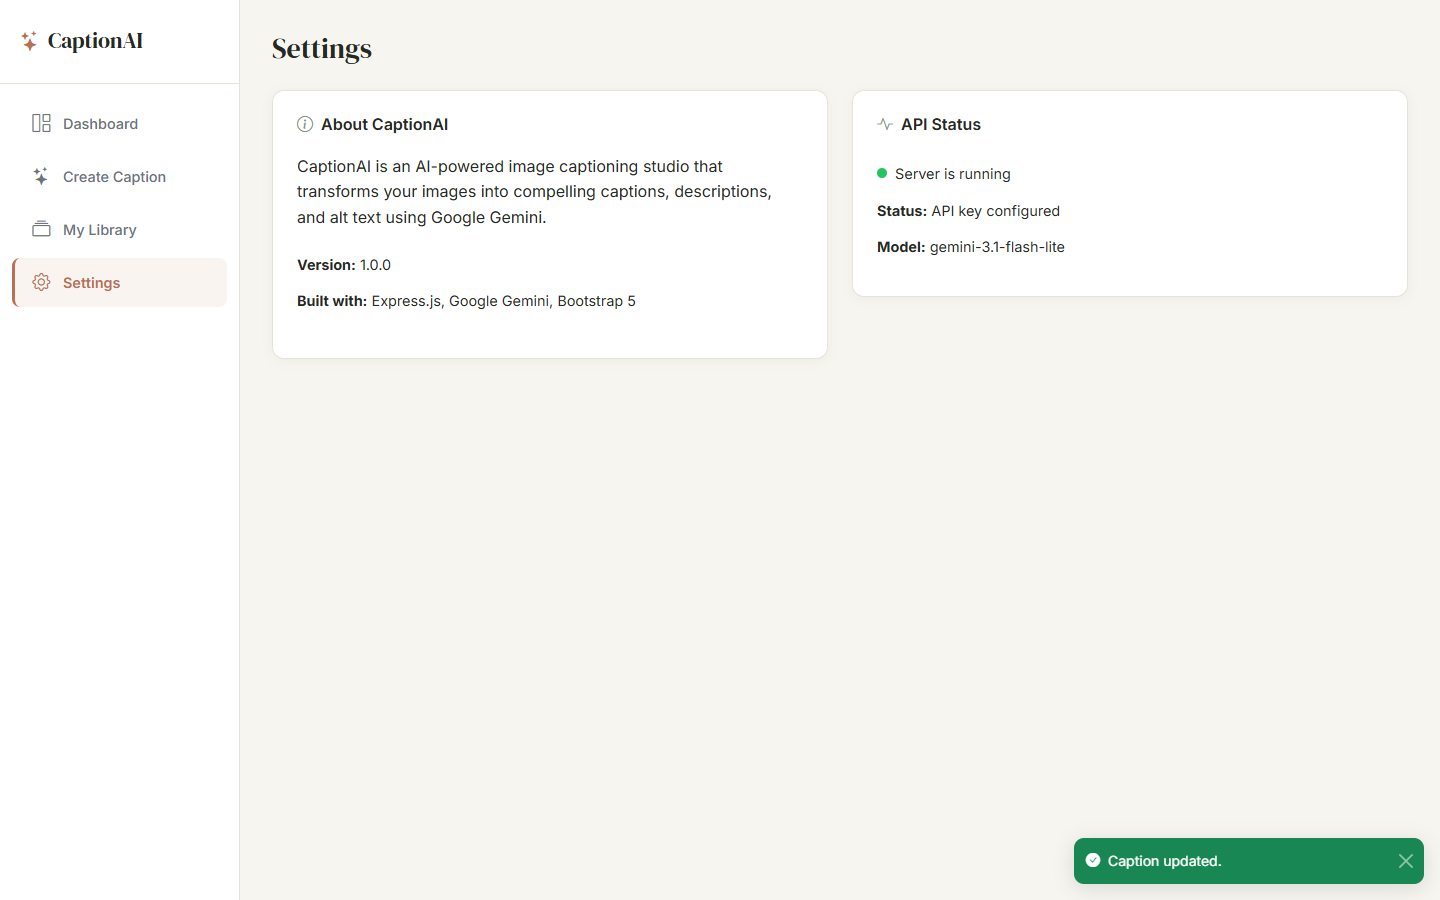 CaptionAI
Dashboard
Create Caption
My Library
Settings
Settings
About CaptionAI
CaptionAI is an AI-powered image captioning studio that
transforms your images into compelling captions, descriptions,
and alt text using Google Gemini.
Version: 1.0.0
Built with: Express.js, Google Gemini, Bootstrap 5
API Status
Server is running
Status: API key configured
Model: gemini-3.1-flash-lite
Caption updated.